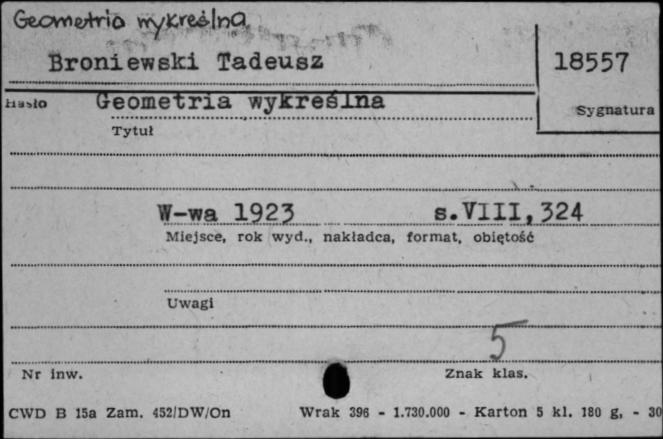 Geometria wykreślna
Broniewski Tadeusz
18557
Hasło
Geometria wykreślna
Sygnatura
Tytuł
W-wa 1923 s.VIII,324
Miejsce, rok wyd., nakładca, format, obiętość
Uwagi
5
Nr inw. Znak klas.
CWD B 15a Zam. 452/DW/On Wrak 396 - 1.730.000 - Karton 5 kl. 180 g, - 30